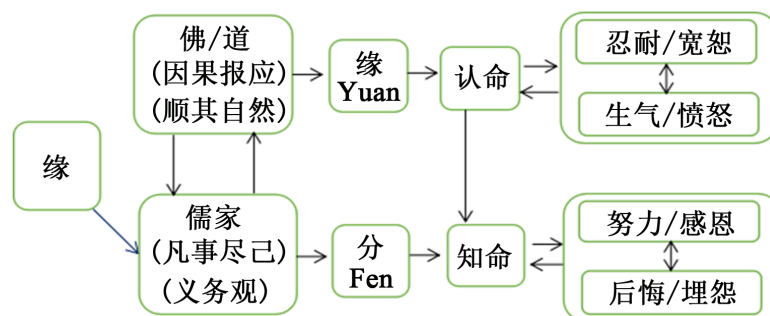 佛/道
(因果报应)
(顺其自然)
缘
Yuan
认命
忍耐/宽恕
生气/愤怒
缘
儒家
(凡事尽己)
(义务观)
分
Fen
知命
努力/感恩
后悔/埋怨